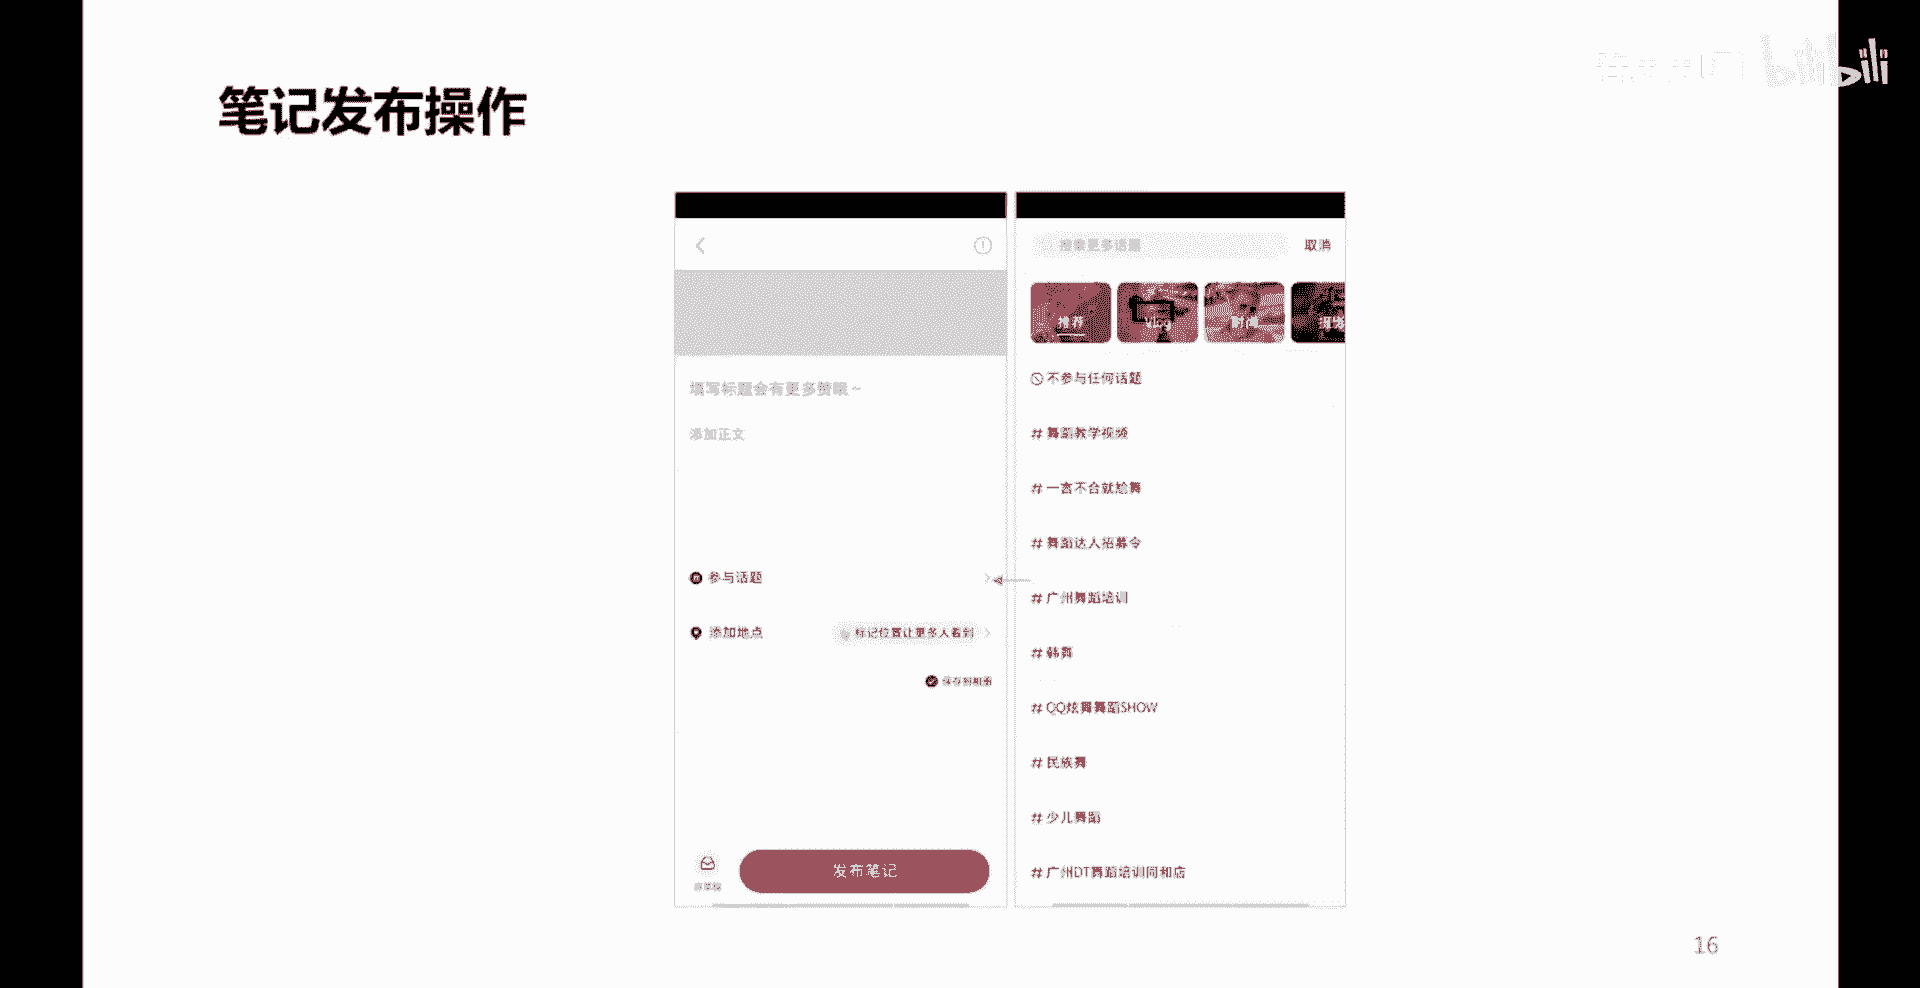 笔记发布操作
bilibili
取消
推荐
Vlog
时尚
填写标题会有更多赞哦~
添加正文
参与话题
添加地点
标记位置让更多人看到
保存到相册
发布笔记
搜索更多话题
不参与任何话题
# 舞蹈教学视频
# 一言不合就尬舞
# 舞蹈达人招募令
# 广州舞蹈培训
# 韩舞
# QQ炫舞舞蹈SHOW
# 民族舞
# 少儿舞蹈
# 广州DT舞蹈培训同和店
16